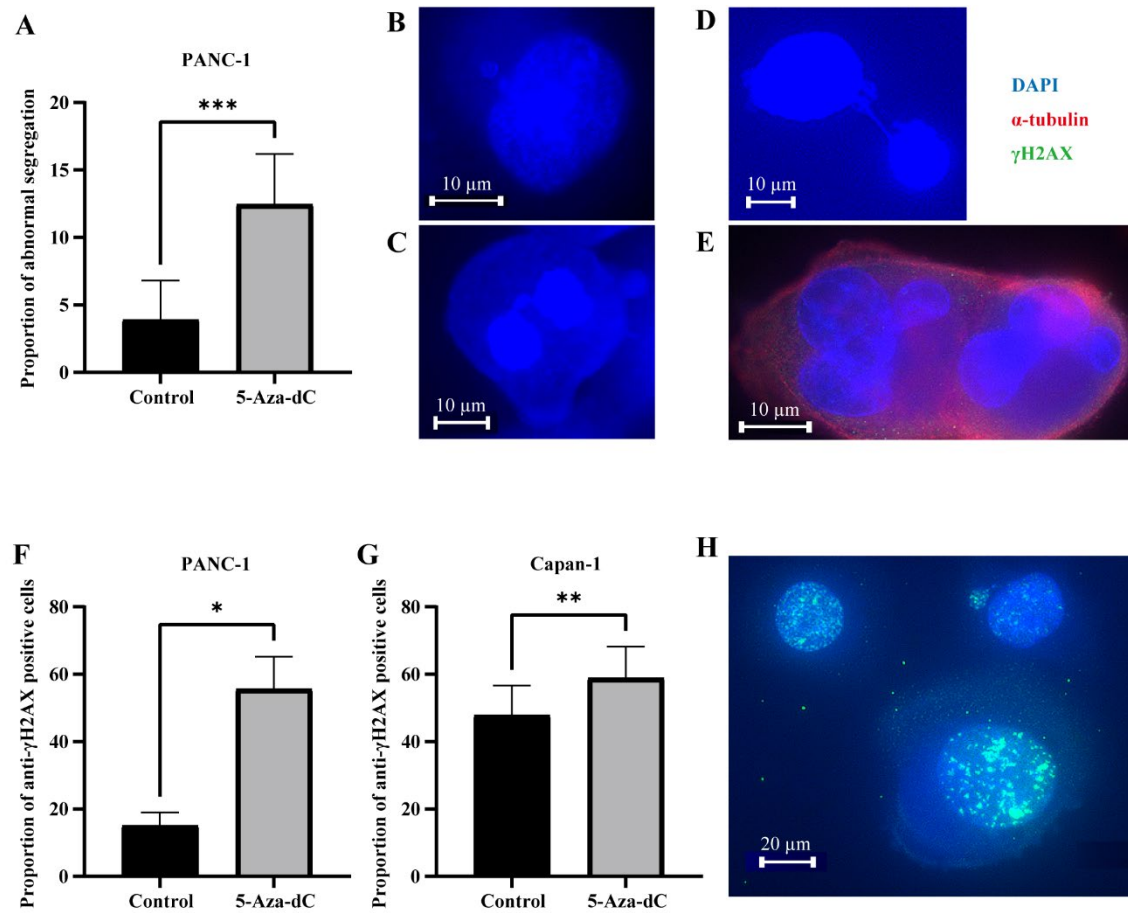 A
PANC-1
Proportion of abnormal segregation
20
15
10
5
0
***
Control
5-Aza-dC
B
10 μm
C
10 μm
D
10 μm
DAPI
α-tubulin
γH2AX
E
10 μm
F
PANC-1
Proportion of anti-γH2AX positive cells
80
60
40
20
0
*
Control
5-Aza-dC
G
Capan-1
Proportion of anti-γH2AX positive cells
80
60
40
20
0
**
Control
5-Aza-dC
H
20 μm